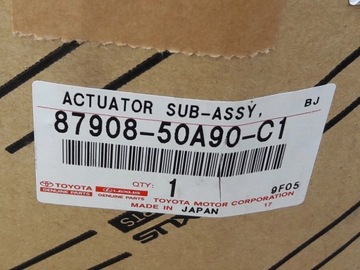 ACTUATOR SUB-ASSY, BJ
87908-50A90-C1
TOYOTA GENUINE PARTS LEXUS GENUINE PARTS QTY: 1 9F05
TOYOTA MOTOR CORPORATION 17
MADE IN JAPAN
PARTS